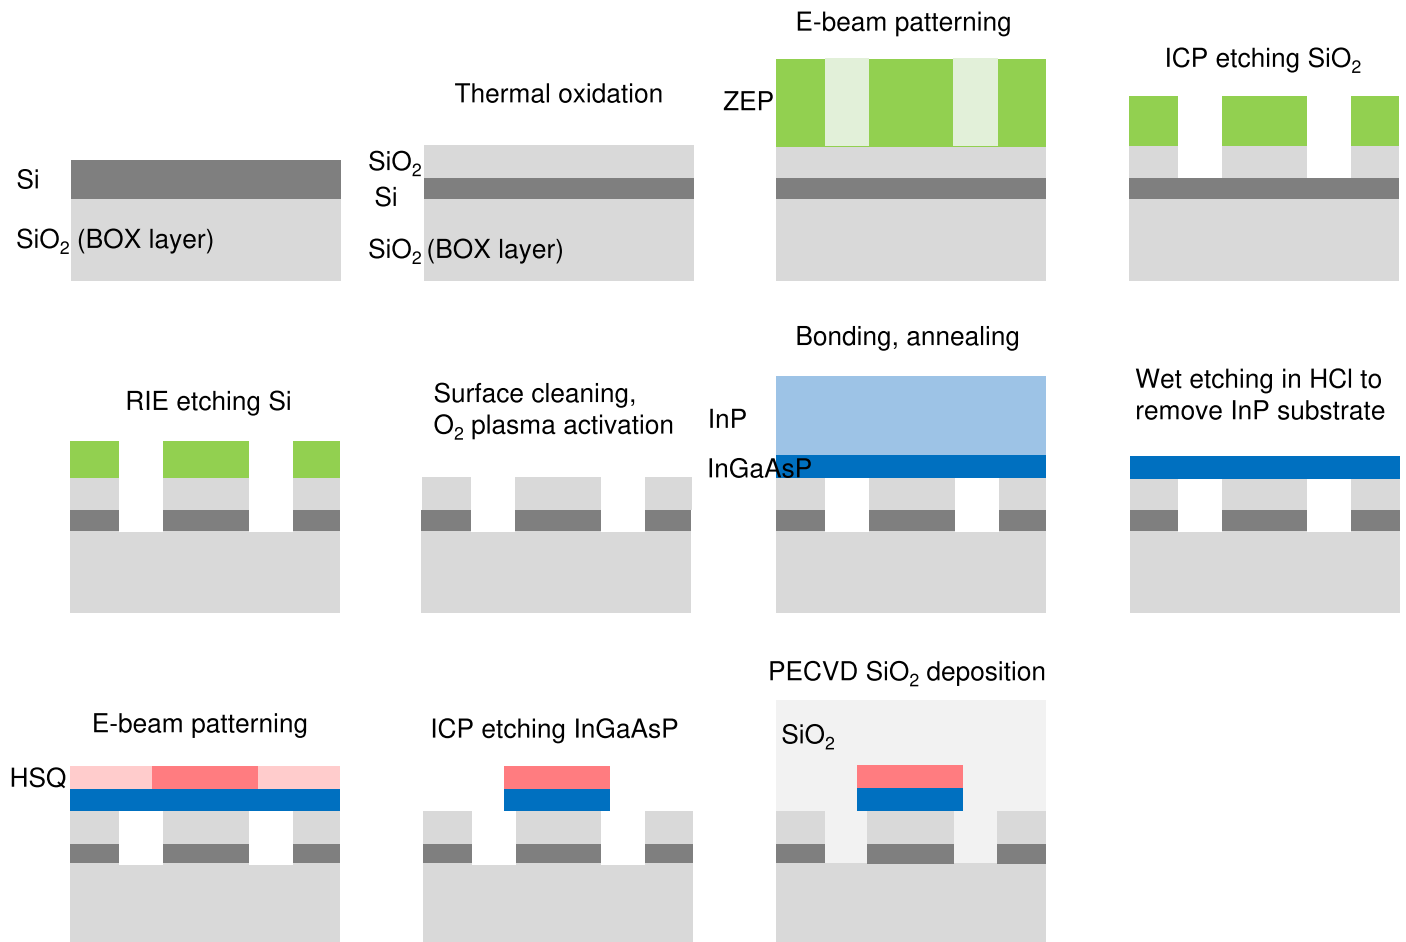 Si
SiO₂ (BOX layer)
Thermal oxidation
SiO₂
Si
SiO₂ (BOX layer)
E-beam patterning
ZEP
ICP etching SiO₂
RIE etching Si
Surface cleaning,
O₂ plasma activation
Bonding, annealing
InP
InGaAsP
Wet etching in HCl to
remove InP substrate
E-beam patterning
HSQ
ICP etching InGaAsP
PECVD SiO₂ deposition
SiO₂